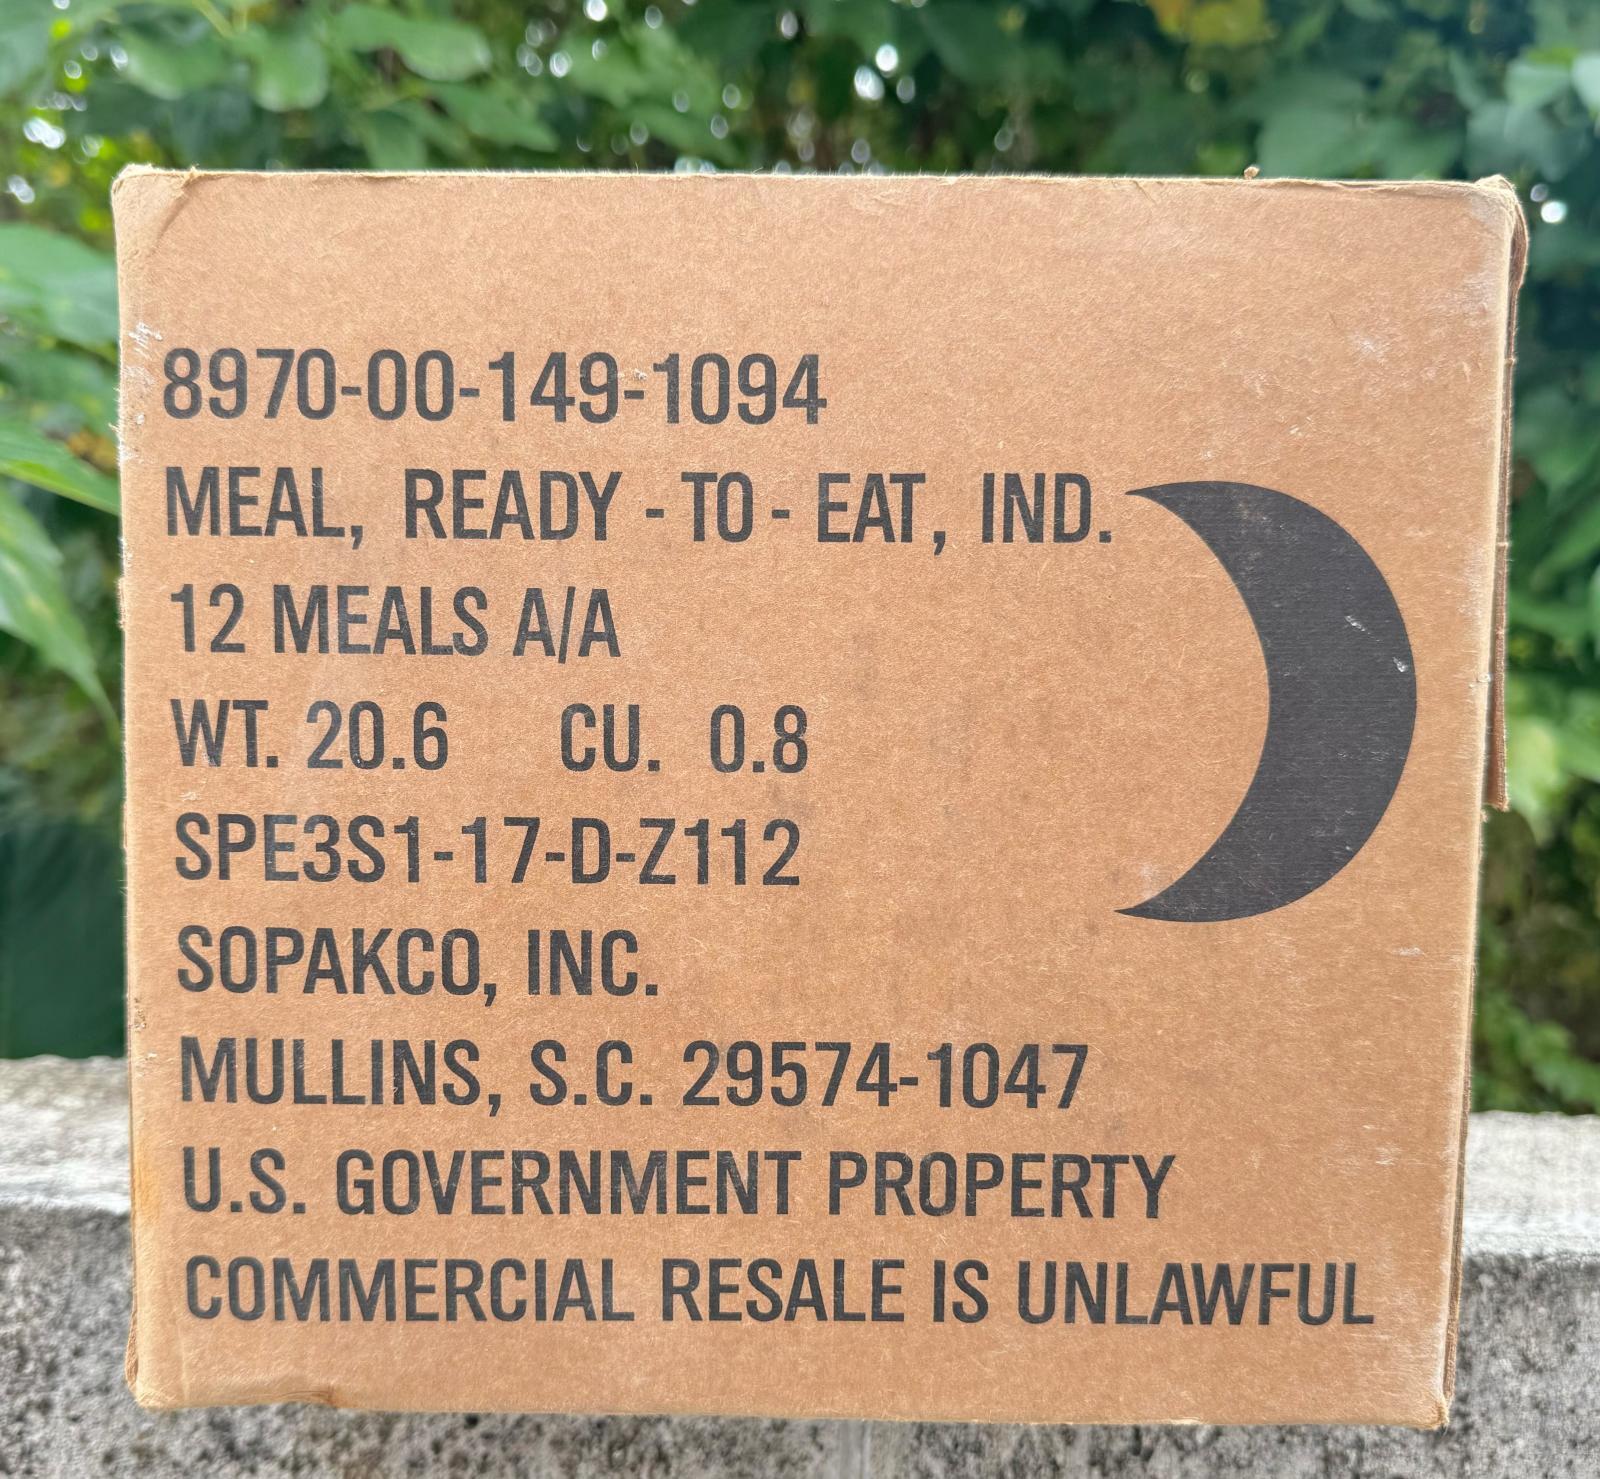 8970-00-149-1094
MEAL, READY - TO - EAT, IND.
12 MEALS A/A
WT. 20.6 CU. 0.8
SPE3S1-17-D-Z112
SOPAKCO, INC.
MULLINS, S.C. 29574-1047
U.S. GOVERNMENT PROPERTY
COMMERCIAL RESALE IS UNLAWFUL